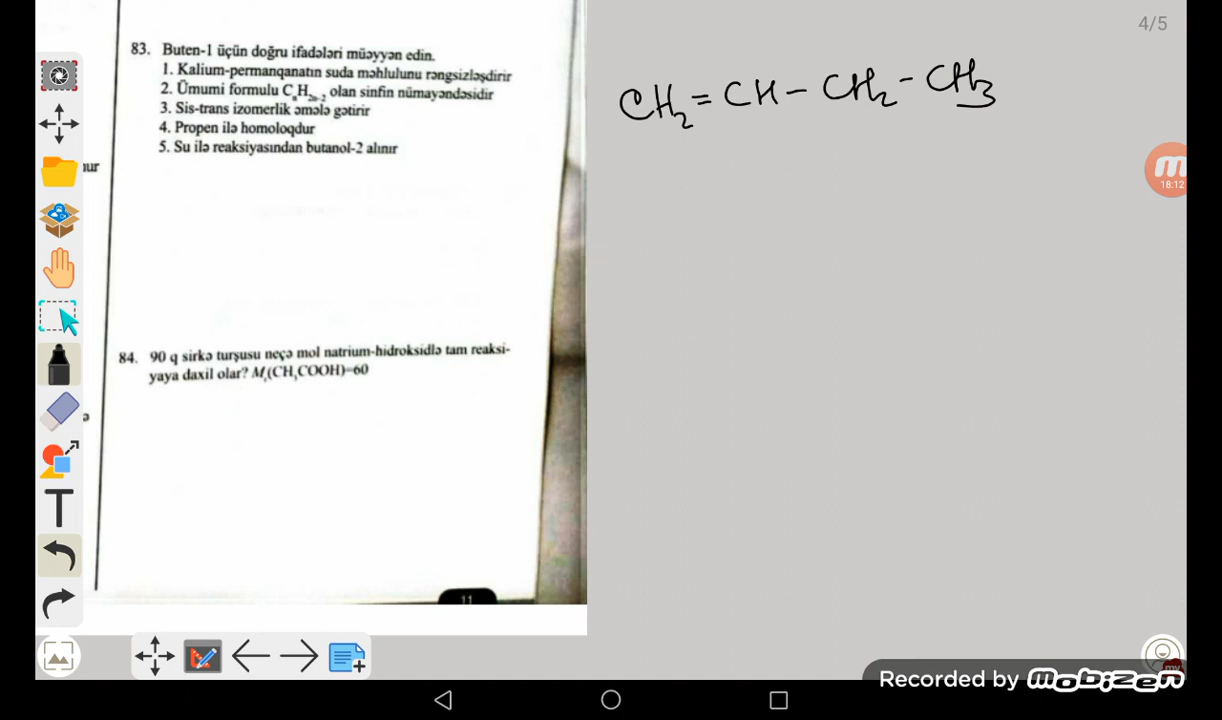 4/5
83. Buten-1 üçün doğru ifadələri müəyyən edin.
1. Kalium-permanqanatın suda məhlulunu rəngsizləşdirir
2. Ümumi formulu CₙH₂ₙ₋₂ olan sinfin nümayəndəsidir
3. Sis-trans izomerlik əmələ gətirir
4. Propen ilə homoloqdur
5. Su ilə reaksiyasından butanol-2 alınır
CH₂=CH-CH₂-CH₃
m
18:12
84. 90 q sirkə turşusu neçə mol natrium-hidroksidlə tam reaksi-
yaya daxil olar? Mᵣ(CH₃COOH)=60
11
T
Recorded by mobizen